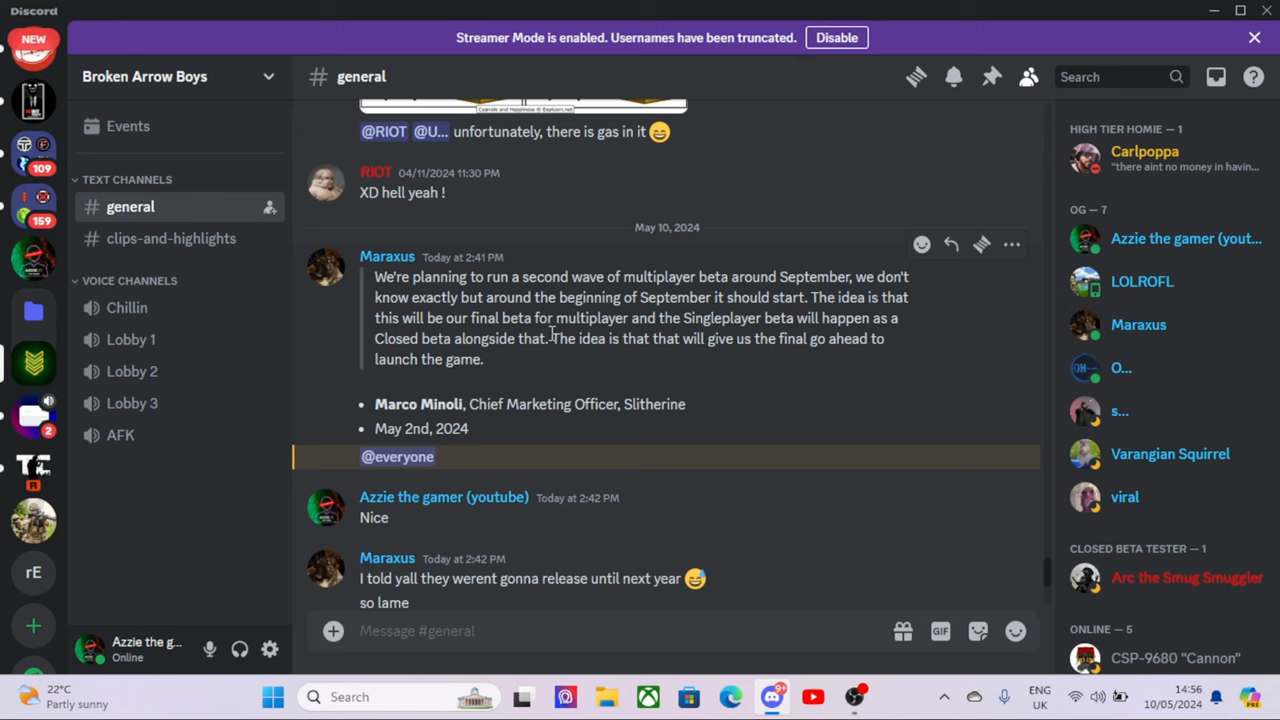 Discord
Streamer Mode is enabled. Usernames have been truncated.
Disable
NEW
109
159
2
R
rE
Broken Arrow Boys
Events
TEXT CHANNELS
# general
# clips-and-highlights
VOICE CHANNELS
Chillin
Lobby 1
Lobby 2
Lobby 3
AFK
Azzie the g...
Online
# general
Search
Cyanide and Happiness © Explosm.net
@RIOT @U... unfortunately, there is gas in it 😄
RIOT 04/11/2024 11:30 PM
XD hell yeah !
May 10, 2024
Maraxus Today at 2:41 PM
We're planning to run a second wave of multiplayer beta around September, we don't
know exactly but around the beginning of September it should start. The idea is that
this will be our final beta for multiplayer and the Singleplayer beta will happen as a
Closed beta alongside that. The idea is that that will give us the final go ahead to
launch the game.
• Marco Minoli, Chief Marketing Officer, Slitherine
• May 2nd, 2024
@everyone
Azzie the gamer (youtube) Today at 2:42 PM
Nice
Maraxus Today at 2:42 PM
I told yall they werent gonna release until next year 😅
so lame
Message #general
GIF
HIGH TIER HOMIE — 1
Carlpoppa
"there aint no money in havin...
OG — 7
Azzie the gamer (yout...
LOLROFL
Maraxus
O...
s...
Varangian Squirrel
viral
CLOSED BETA TESTER — 1
Arc the Smug Smuggler
ONLINE — 5
CSP-9680 "Cannon"
22°C
Partly sunny
Search
9+
ENG
UK
14:56
10/05/2024
PRE